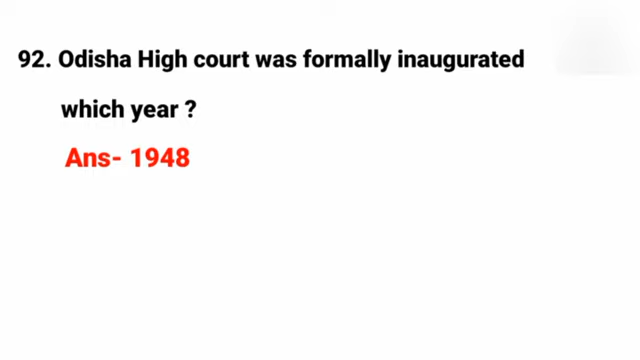 92. Odisha High court was formally inaugurated
which year ?
Ans- 1948